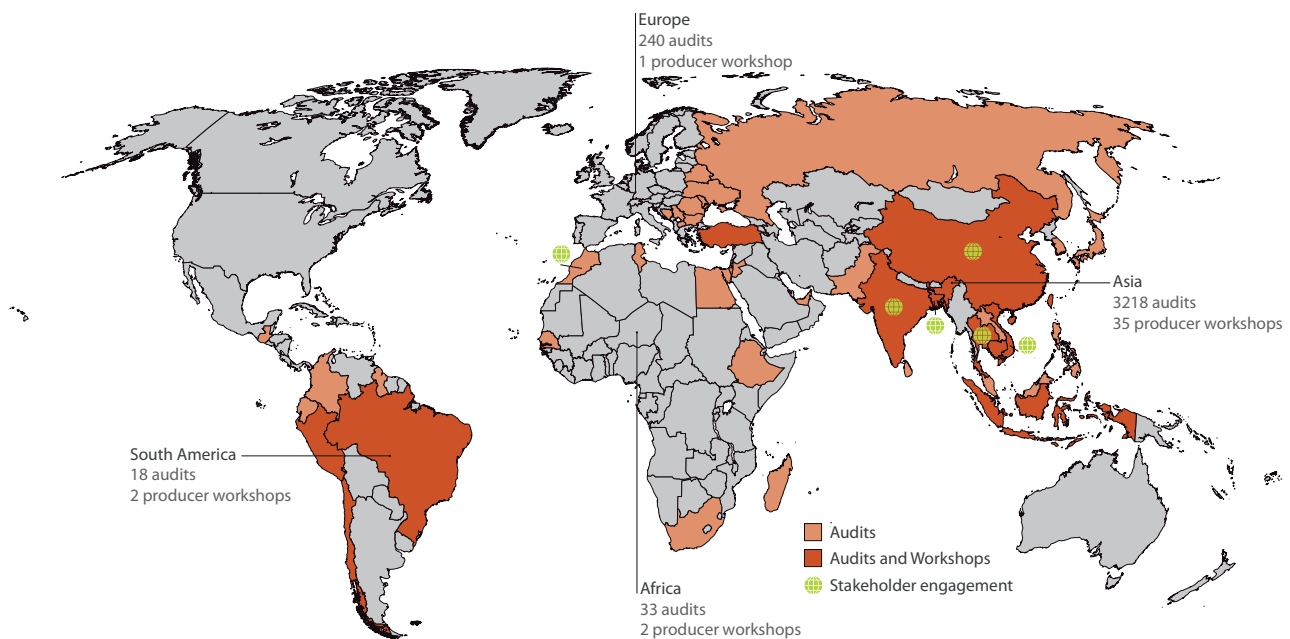 Europe
240 audits
1 producer workshop
Asia
3218 audits
35 producer workshops
South America
18 audits
2 producer workshops
Audits
Audits and Workshops
Stakeholder engagement
Africa
33 audits
2 producer workshops